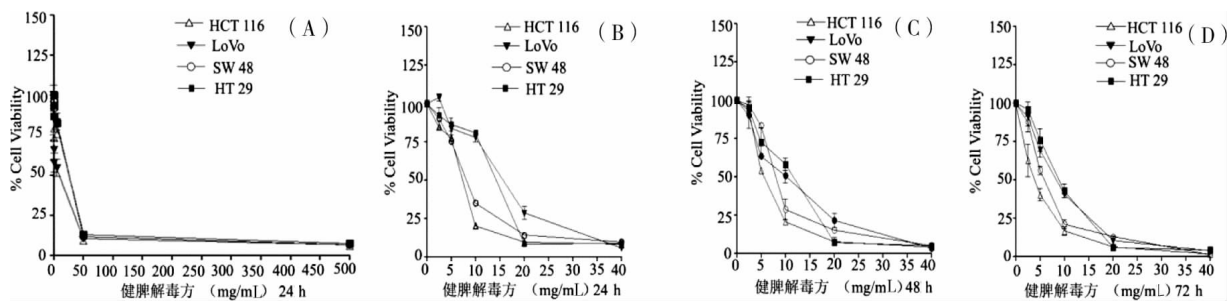 (A)
% Cell Viability
150
125
100
75
50
25
0
HCT 116
LoVo
SW 48
HT 29
0 50 100 150 200 250 300 350 400 450 500
健脾解毒方 (mg/mL) 24 h
(B)
% Cell Viability
150
125
100
75
50
25
0
HCT 116
LoVo
SW 48
HT 29
0 5 10 15 20 25 30 35 40
健脾解毒方 (mg/mL) 24 h
(C)
% Cell Viability
150
125
100
75
50
25
0
HCT 116
LoVo
SW 48
HT 29
0 5 10 15 20 25 30 35 40
健脾解毒方 (mg/mL) 48 h
(D)
% Cell Viability
150
125
100
75
50
25
0
HCT 116
LoVo
SW 48
HT 29
0 5 10 15 20 25 30 35 40
健脾解毒方 (mg/mL) 72 h